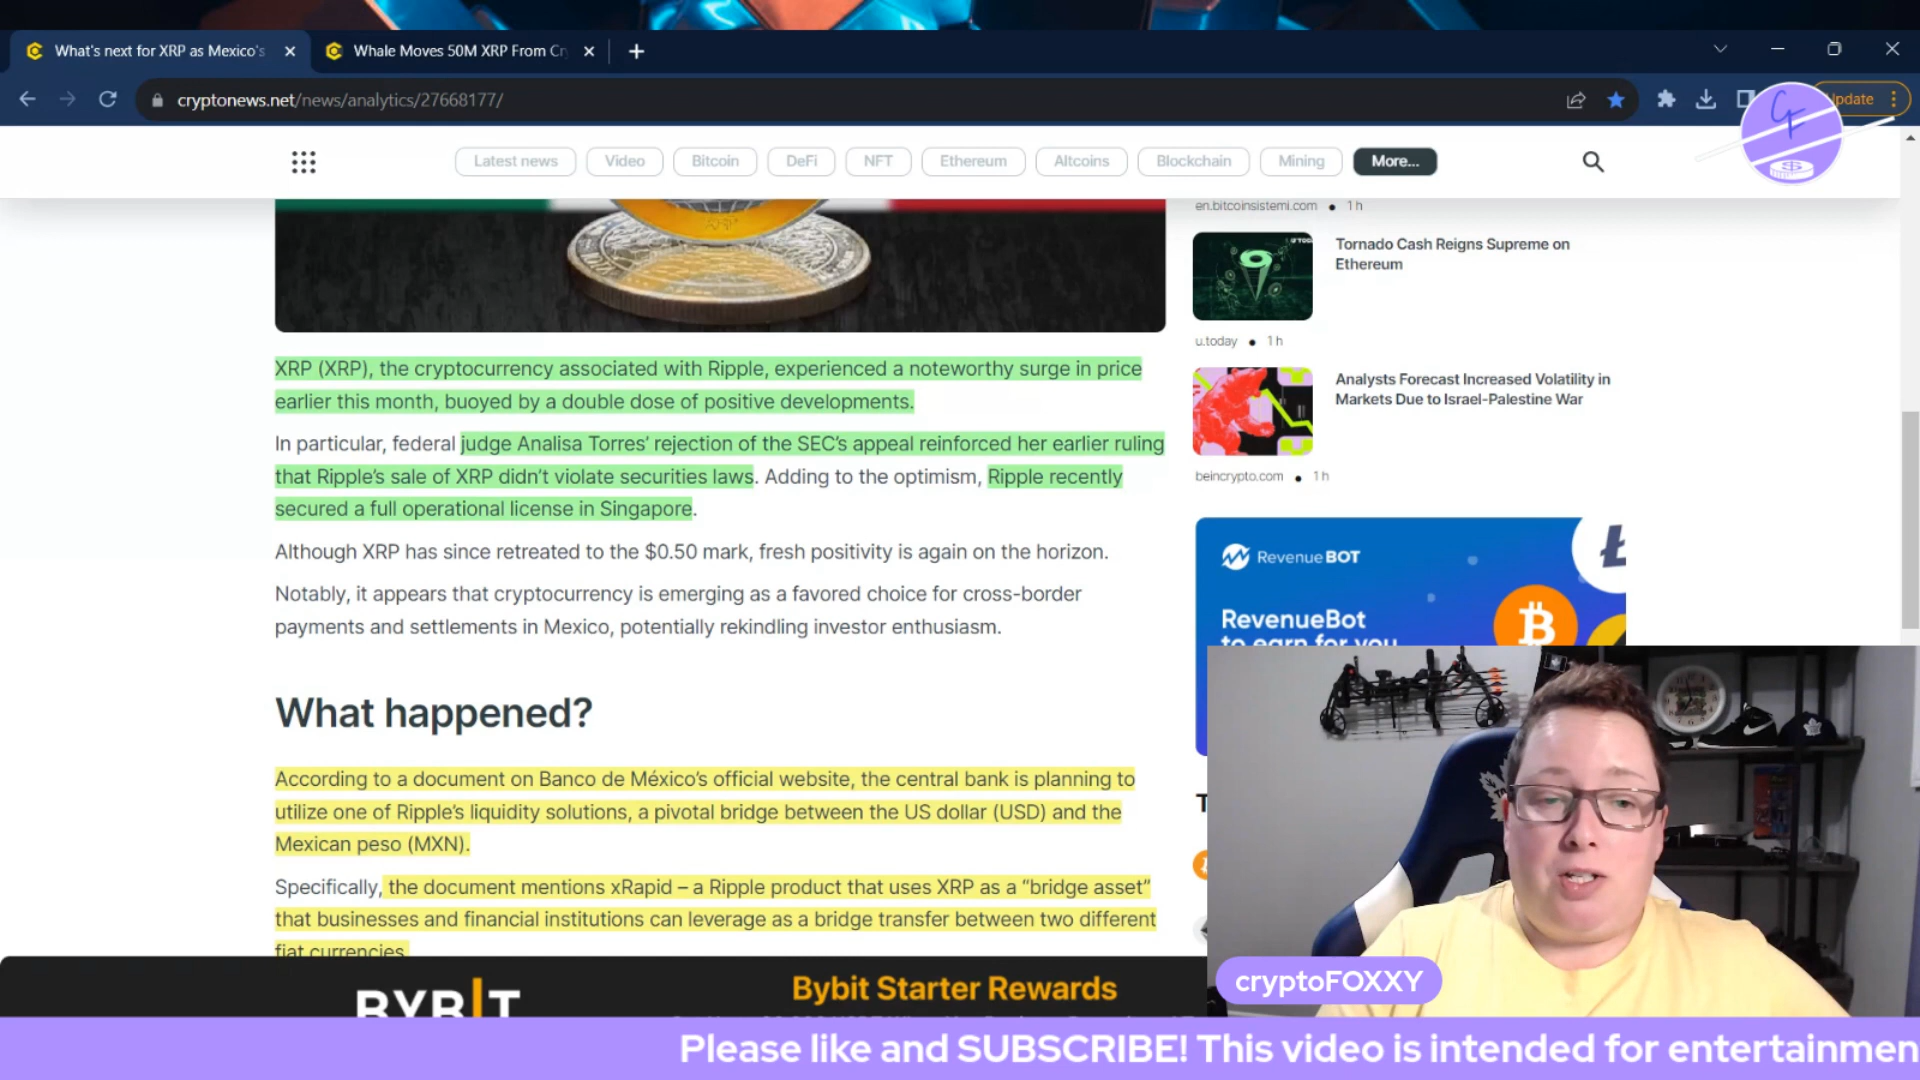 What's next for XRP as Mexico's
Whale Moves 50M XRP From Cr
cryptonews.net/news/analytics/27668177/
Update
CF
$
Latest news
Video
Bitcoin
DeFi
NFT
Ethereum
Altcoins
Blockchain
Mining
More...
XRP
en.bitcoinsistemi.com • 1 h
Tornado Cash Reigns Supreme on
Ethereum
u.today • 1 h
Analysts Forecast Increased Volatility in
Markets Due to Israel-Palestine War
beincrypto.com • 1 h
XRP (XRP), the cryptocurrency associated with Ripple, experienced a noteworthy surge in price
earlier this month, buoyed by a double dose of positive developments.
In particular, federal judge Analisa Torres' rejection of the SEC's appeal reinforced her earlier ruling
that Ripple's sale of XRP didn't violate securities laws. Adding to the optimism, Ripple recently
secured a full operational license in Singapore.
Although XRP has since retreated to the $0.50 mark, fresh positivity is again on the horizon.
Notably, it appears that cryptocurrency is emerging as a favored choice for cross-border
payments and settlements in Mexico, potentially rekindling investor enthusiasm.
What happened?
According to a document on Banco de México's official website, the central bank is planning to
utilize one of Ripple's liquidity solutions, a pivotal bridge between the US dollar (USD) and the
Mexican peso (MXN).
Specifically, the document mentions xRapid – a Ripple product that uses XRP as a "bridge asset"
that businesses and financial institutions can leverage as a bridge transfer between two different
fiat currencies.
Revenue BOT
RevenueBot
to earn for you
T
BYBIT
Bybit Starter Rewards
cryptoFOXXY
Please like and SUBSCRIBE! This video is intended for entertainmen